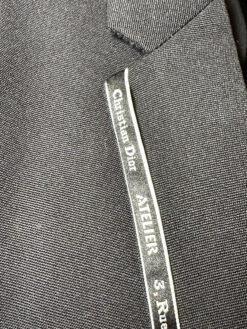 Christian Dior ATELIER 3, Rue